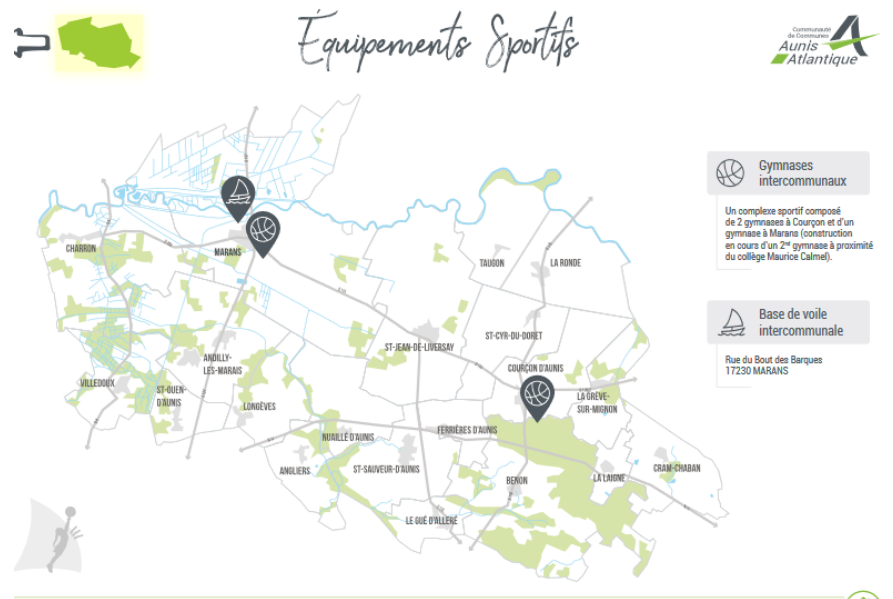 Équipements Sportifs
Communauté
de Communes
Aunis
Atlantique
Gymnases
intercommunaux
Un complexe sportif composé
de 2 gymnases à Courçon et d'un
gymnase à Marans (construction
en cours d'un 2nd gymnase à proximité
du collège Maurice Calmel).
Base de voile
intercommunale
Rue du Bout des Barques
17230 MARANS
CHARRON
MARANS
TAUGON
LA RONDE
ST-JEAN-DE-LIVERSAY
ST-CYR-DU-DORET
ANDILLY-
LES-MARAIS
COURÇON D'AUNIS
VILLEDOUX
ST-OUEN-
D'AUNIS
LONGÈVES
LA GRÈVE-
SUR-MIGNON
NUAILLÉ D'AUNIS
FERRIÈRES D'AUNIS
ANGLIERS
ST-SAUVEUR-D'AUNIS
BENON
LA LAIGNE
CRAM-CHABAN
LE GUÉ D'ALLERÉ